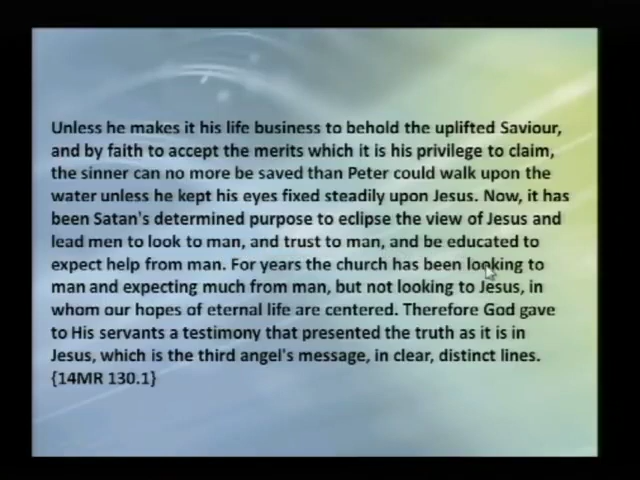 Unless he makes it his life business to behold the uplifted Saviour,
and by faith to accept the merits which it is his privilege to claim,
the sinner can no more be saved than Peter could walk upon the
water unless he kept his eyes fixed steadily upon Jesus. Now, it has
been Satan's determined purpose to eclipse the view of Jesus and
lead men to look to man, and trust to man, and be educated to
expect help from man. For years the church has been looking to
man and expecting much from man, but not looking to Jesus, in
whom our hopes of eternal life are centered. Therefore God gave
to His servants a testimony that presented the truth as it is in
Jesus, which is the third angel's message, in clear, distinct lines.
{14MR 130.1}